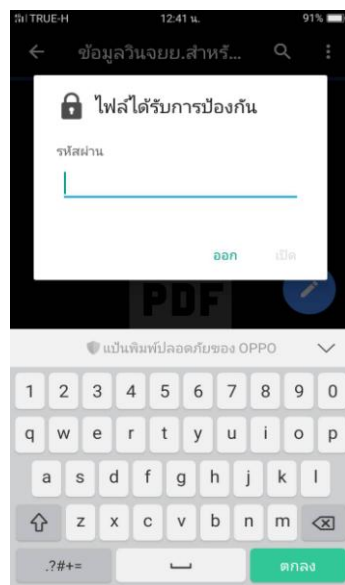 TRUE-H 12:41 น. 91%
ข้อมูลวินจยย.สำหรั...
ไฟล์ได้รับการป้องกัน
รหัสผ่าน
ออก เปิด
PDF
แป้นพิมพ์ปลอดภัยของ OPPO
1 2 3 4 5 6 7 8 9 0
q w e r t y u i o p
a s d f g h j k l
z x c v b n m
.?#+= ตกลง